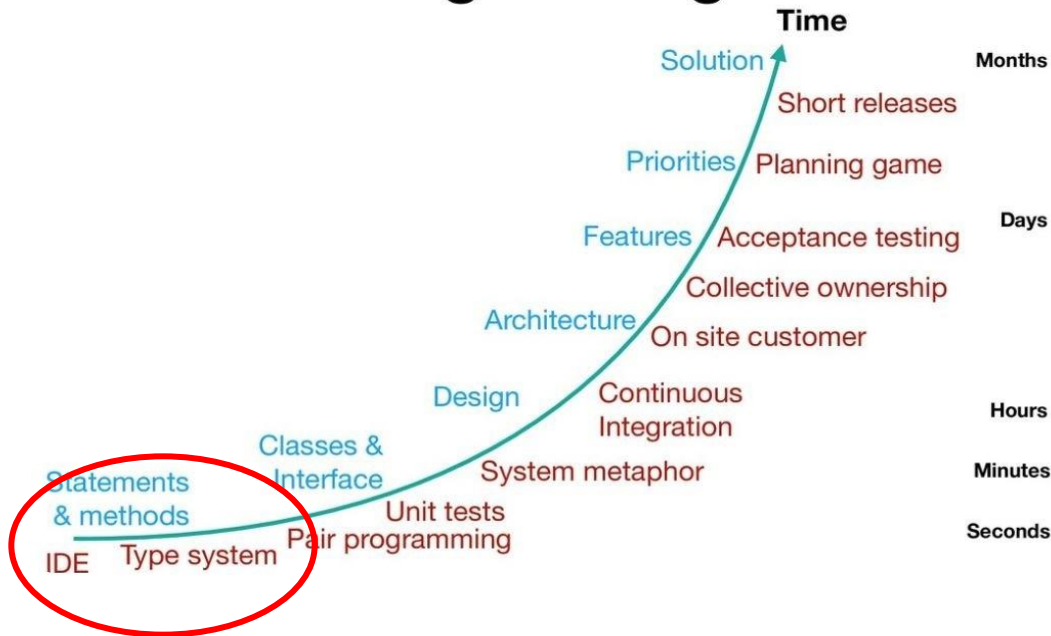 Time
Solution
Months
Short releases
Priorities
Planning game
Days
Features
Acceptance testing
Collective ownership
Architecture
On site customer
Design
Continuous
Integration
Hours
Classes &
Interface
System metaphor
Minutes
Statements
& methods
Unit tests
Pair programming
Seconds
IDE
Type system